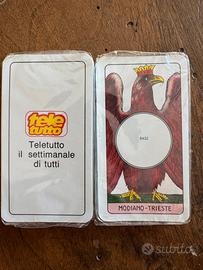 tele
tutto
Teletutto
il settimanale
di tutti
MODIANO-TRIESTE
subito